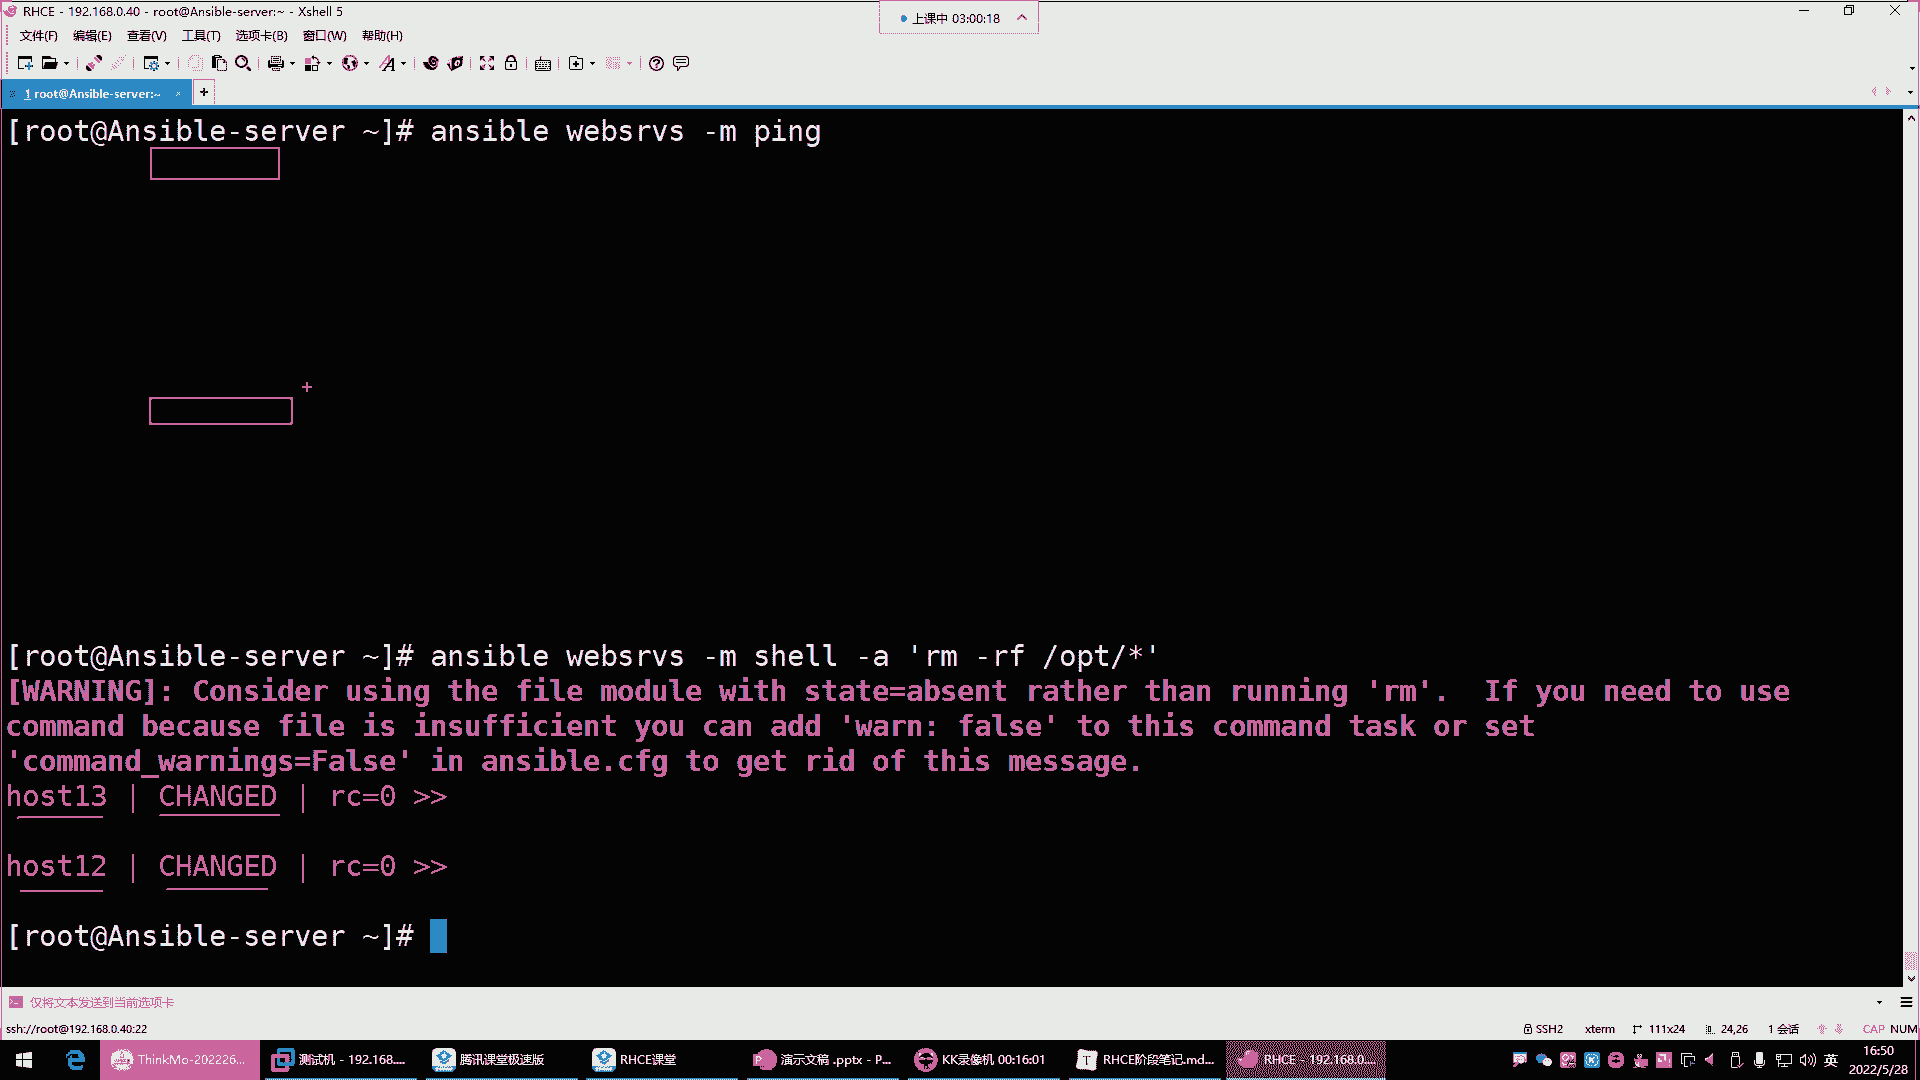 RHCE - 192.168.0.40 - root@Ansible-server:~ - Xshell 5
上课中 03:00:18
文件(F) 编辑(E) 查看(V) 工具(T) 选项卡(B) 窗口(W) 帮助(H)
1 root@Ansible-server:~
[root@Ansible-server ~]# ansible websrvs -m ping
[root@Ansible-server ~]# ansible websrvs -m shell -a 'rm -rf /opt/*'
[WARNING]: Consider using the file module with state=absent rather than running 'rm'.  If you need to use
command because file is insufficient you can add 'warn: false' to this command task or set
'command_warnings=False' in ansible.cfg to get rid of this message.
host13 | CHANGED | rc=0 >>
host12 | CHANGED | rc=0 >>
[root@Ansible-server ~]#
仅将文本发送到当前选项卡
ssh://root@192.168.0.40:22 SSH2 xterm 111x24 24,26 1 会话 CAP NUM
ThinkMo-202226... 测试机 - 192.168.... 腾讯课堂极速版 RHCE课堂 演示文稿 .pptx - P... KK录像机 00:16:01 RHCE阶段笔记.md... RHCE - 192.168.0.... 英 16:50
2022/5/28